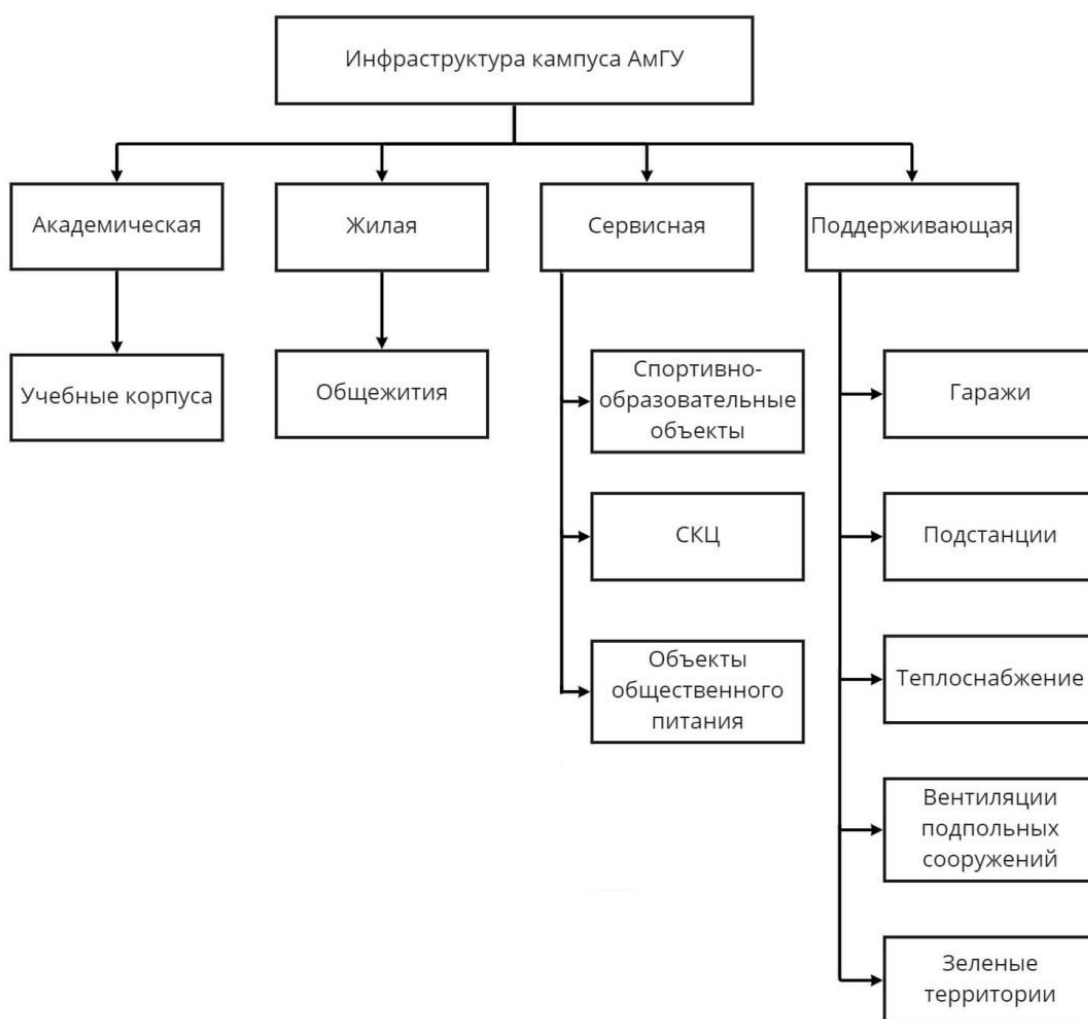 Инфраструктура кампуса АмГУ
Академическая
Жилая
Сервисная
Поддерживающая
Учебные корпуса
Общежития
Спортивно-
образовательные
объекты
Гаражи
СКЦ
Подстанции
Объекты
общественного
питания
Теплоснабжение
Вентиляции
подпольных
сооружений
Зеленые
территории